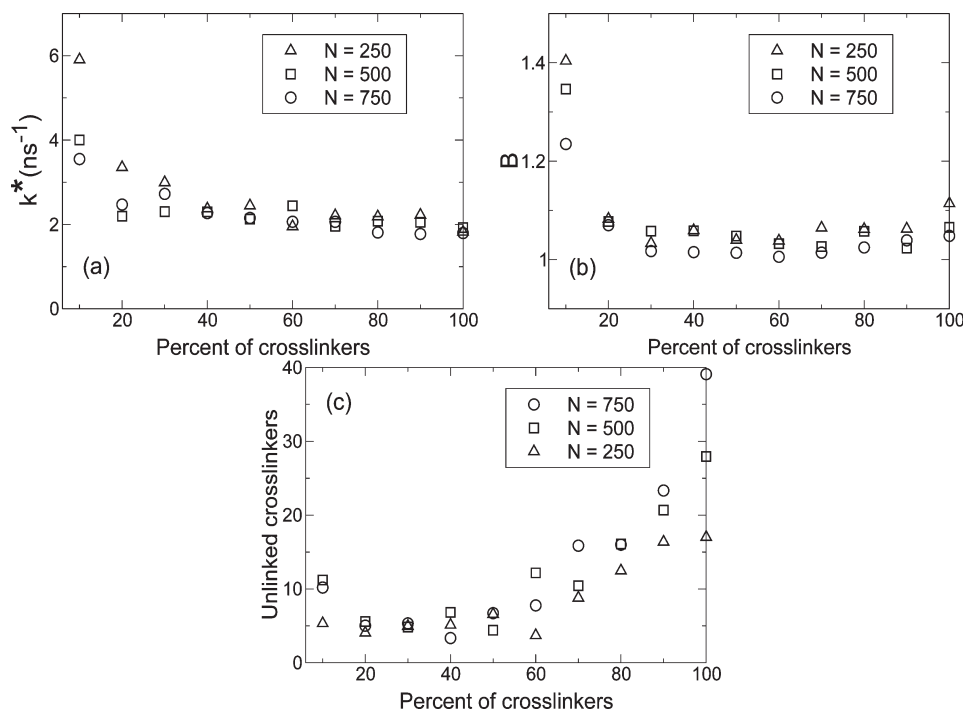 △ N = 250
□ N = 500
○ N = 750
6
4
2
0
k*(ns⁻¹)
(a)
20 40 60 80 100
Percent of crosslinkers
△ N = 250
□ N = 500
○ N = 750
1.4
1.2
1
B
(b)
20 40 60 80 100
Percent of crosslinkers
(c)
○ N = 750
□ N = 500
△ N = 250
40
30
20
10
0
Unlinked crosslinkers
20 40 60 80 100
Percent of crosslinkers